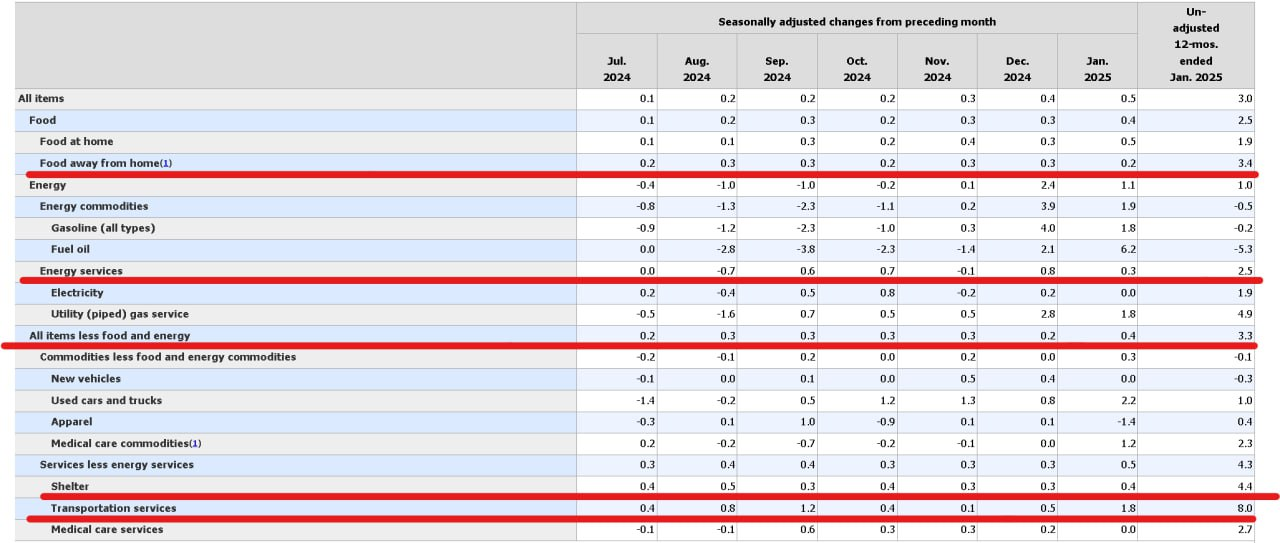 Seasonally adjusted changes from preceding month
Un-
adjusted
12-mos.
ended
Jan. 2025
Jul.
2024
Aug.
2024
Sep.
2024
Oct.
2024
Nov.
2024
Dec.
2024
Jan.
2025
All items 0.1 0.2 0.2 0.2 0.3 0.4 0.5 3.0
Food 0.1 0.2 0.3 0.2 0.3 0.3 0.4 2.5
Food at home 0.1 0.1 0.3 0.2 0.4 0.3 0.5 1.9
Food away from home(1) 0.2 0.3 0.3 0.2 0.3 0.3 0.2 3.4
Energy -0.4 -1.0 -1.0 -0.2 0.1 2.4 1.1 1.0
Energy commodities -0.8 -1.3 -2.3 -1.1 0.2 3.9 1.9 -0.5
Gasoline (all types) -0.9 -1.2 -2.3 -1.0 0.3 4.0 1.8 -0.2
Fuel oil 0.0 -2.8 -3.8 -2.3 -1.4 2.1 6.2 -5.3
Energy services 0.0 -0.7 0.6 0.7 -0.1 0.8 0.3 2.5
Electricity 0.2 -0.4 0.5 0.8 -0.2 0.2 0.0 1.9
Utility (piped) gas service -0.5 -1.6 0.7 0.5 0.5 2.8 1.8 4.9
All items less food and energy 0.2 0.3 0.3 0.3 0.3 0.2 0.4 3.3
Commodities less food and energy commodities -0.2 -0.1 0.2 0.0 0.2 0.0 0.3 -0.1
New vehicles -0.1 0.0 0.1 0.0 0.5 0.4 0.0 -0.3
Used cars and trucks -1.4 -0.2 0.5 1.2 1.3 0.8 2.2 1.0
Apparel -0.3 0.1 1.0 -0.9 0.1 0.1 -1.4 0.4
Medical care commodities(1) 0.2 -0.2 -0.7 -0.2 -0.1 0.0 1.2 2.3
Services less energy services 0.3 0.4 0.4 0.3 0.3 0.3 0.5 4.3
Shelter 0.4 0.5 0.3 0.4 0.3 0.3 0.4 4.4
Transportation services 0.4 0.8 1.2 0.4 0.1 0.5 1.8 8.0
Medical care services -0.1 -0.1 0.6 0.3 0.3 0.2 0.0 2.7